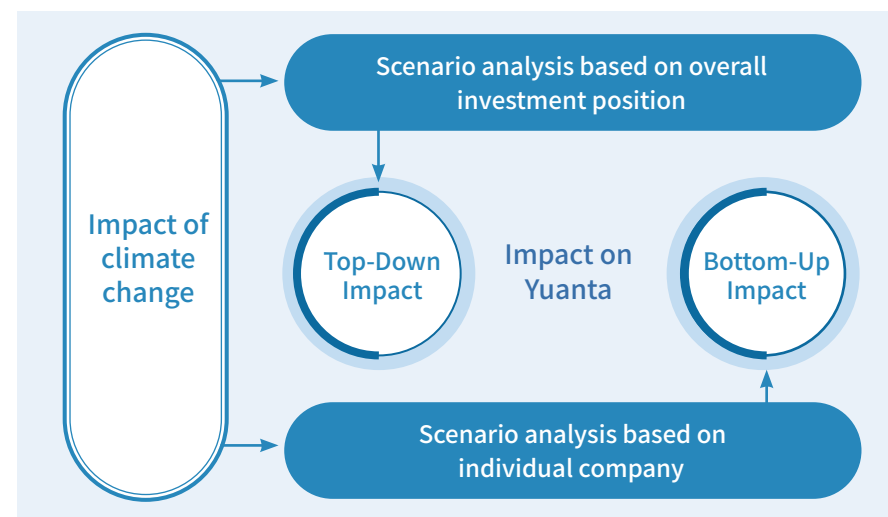 Scenario analysis based on overall
investment position
Impact of
climate
change
Top-Down
Impact
Impact on
Yuanta
Bottom-Up
Impact
Scenario analysis based on
individual company